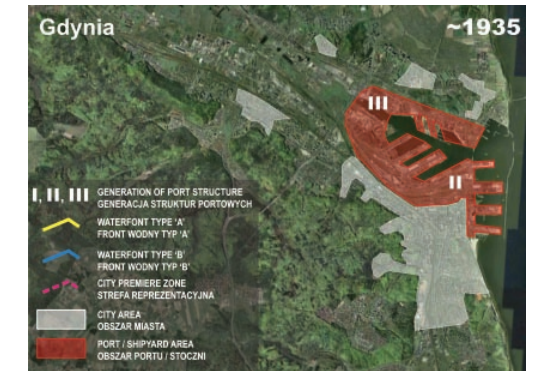 Gdynia
~1935
III
II
I, II, III
GENERATION OF PORT STRUCTURE
GENERACJA STRUKTUR PORTOWYCH
WATERFONT TYPE 'A'
FRONT WODNY TYP 'A'
WATERFONT TYPE 'B'
FRONT WODNY TYP 'B'
CITY PREMIERE ZONE
STREFA REPREZENTACYJNA
CITY AREA
OBSZAR MIASTA
PORT / SHIPYARD AREA
OBSZAR PORTU / STOCZNI